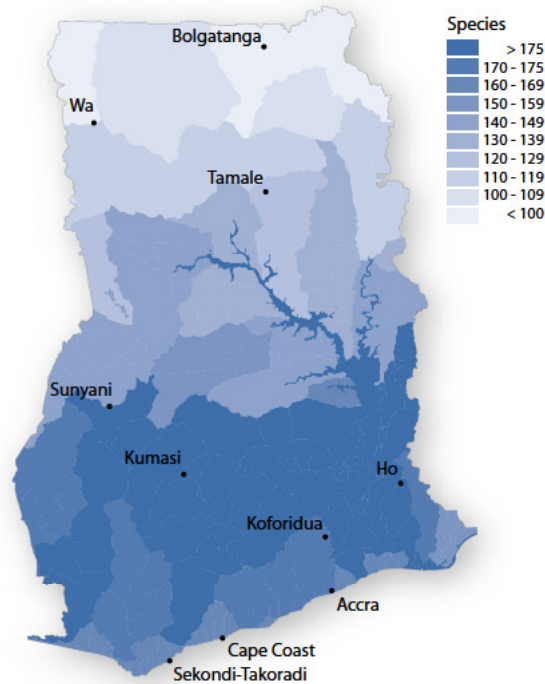 Species
> 175
170 - 175
160 - 169
150 - 159
140 - 149
130 - 139
120 - 129
110 - 119
100 - 109
< 100
Bolgatanga
Wa
Tamale
Sunyani
Kumasi
Ho
Koforidua
Accra
Cape Coast
Sekondi-Takoradi